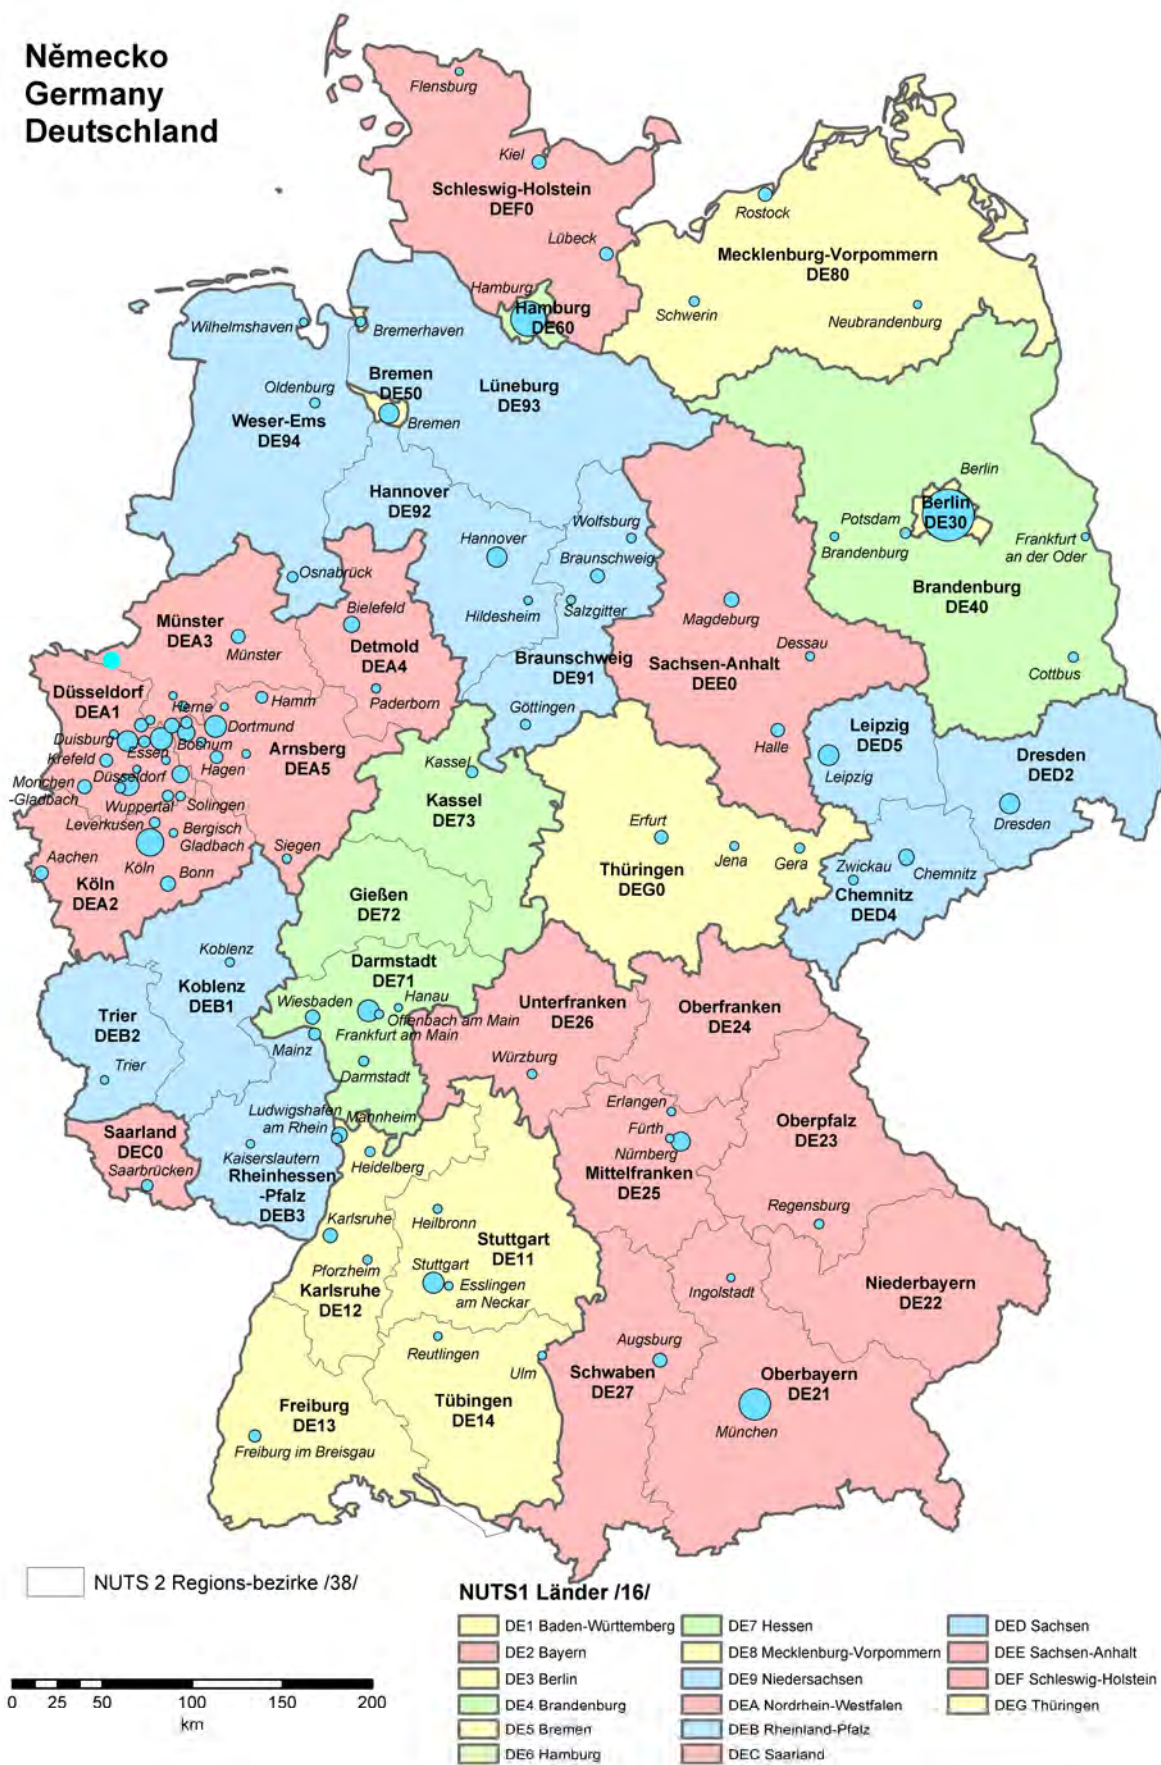 Německo
Germany
Deutschland
Flensburg
Kiel
Schleswig-Holstein
DEF0
Lübeck
Rostock
Mecklenburg-Vorpommern
DE80
Schwerin
Neubrandenburg
Hamburg
Hamburg
DE60
Wilhelmshaven
Bremerhaven
Bremen
DE50
Bremen
Oldenburg
Weser-Ems
DE94
Lüneburg
DE93
Hannover
DE92
Hannover
Wolfsburg
Braunschweig
Hildesheim
Salzgitter
Braunschweig
DE91
Göttingen
Osnabrück
Berlin
Berlin
DE30
Potsdam
Brandenburg
Frankfurt
an der Oder
Brandenburg
DE40
Cottbus
Magdeburg
Dessau
Sachsen-Anhalt
DEE0
Halle
Münster
DEA3
Münster
Bielefeld
Detmold
DEA4
Paderborn
Düsseldorf
DEA1
Herne
Hamm
Dortmund
Duisburg
Essen
Bochum
Arnsberg
DEA5
Krefeld
Hagen
Düsseldorf
Mönchen
-Gladbach
Wuppertal
Solingen
Leverkusen
Bergisch
Gladbach
Aachen
Köln
Köln
DEA2
Bonn
Siegen
Kassel
Kassel
DE73
Leipzig
DED5
Leipzig
Dresden
DED2
Dresden
Erfurt
Jena
Gera
Thüringen
DEG0
Zwickau
Chemnitz
Chemnitz
DED4
Gießen
DE72
Koblenz
Koblenz
DEB1
Darmstadt
DE71
Wiesbaden
Hanau
Offenbach am Main
Frankfurt am Main
Mainz
Darmstadt
Trier
DEB2
Trier
Unterfranken
DE26
Würzburg
Oberfranken
DE24
Erlangen
Fürth
Nürnberg
Mittelfranken
DE25
Oberpfalz
DE23
Regensburg
Saarland
DEC0
Saarbrücken
Ludwigshafen
am Rhein
Mannheim
Kaiserslautern
Rheinhessen
-Pfalz
DEB3
Heidelberg
Karlsruhe
Heilbronn
Stuttgart
DE11
Pforzheim
Karlsruhe
DE12
Stuttgart
Esslingen
am Neckar
Ingolstadt
Niederbayern
DE22
Reutlingen
Ulm
Augsburg
Schwaben
DE27
Oberbayern
DE21
München
Freiburg
DE13
Freiburg im Breisgau
Tübingen
DE14
NUTS 2 Regions-bezirke /38/
NUTS1 Länder /16/
DE1 Baden-Württemberg
DE2 Bayern
DE3 Berlin
DE4 Brandenburg
DE5 Bremen
DE6 Hamburg
DE7 Hessen
DE8 Mecklenburg-Vorpommern
DE9 Niedersachsen
DEA Nordrhein-Westfalen
DEB Rheinland-Pfalz
DEC Saarland
DED Sachsen
DEE Sachsen-Anhalt
DEF Schleswig-Holstein
DEG Thüringen
0 25 50 100 150 200
km